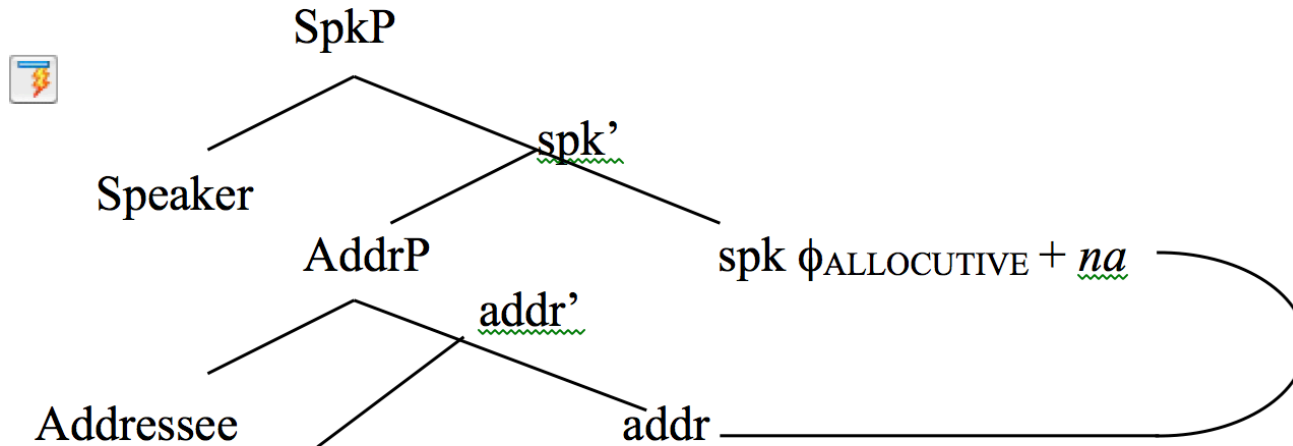 SpkP
spk’
Speaker
AddrP
spk ϕALLOCUTIVE + na
addr’
Addressee
addr